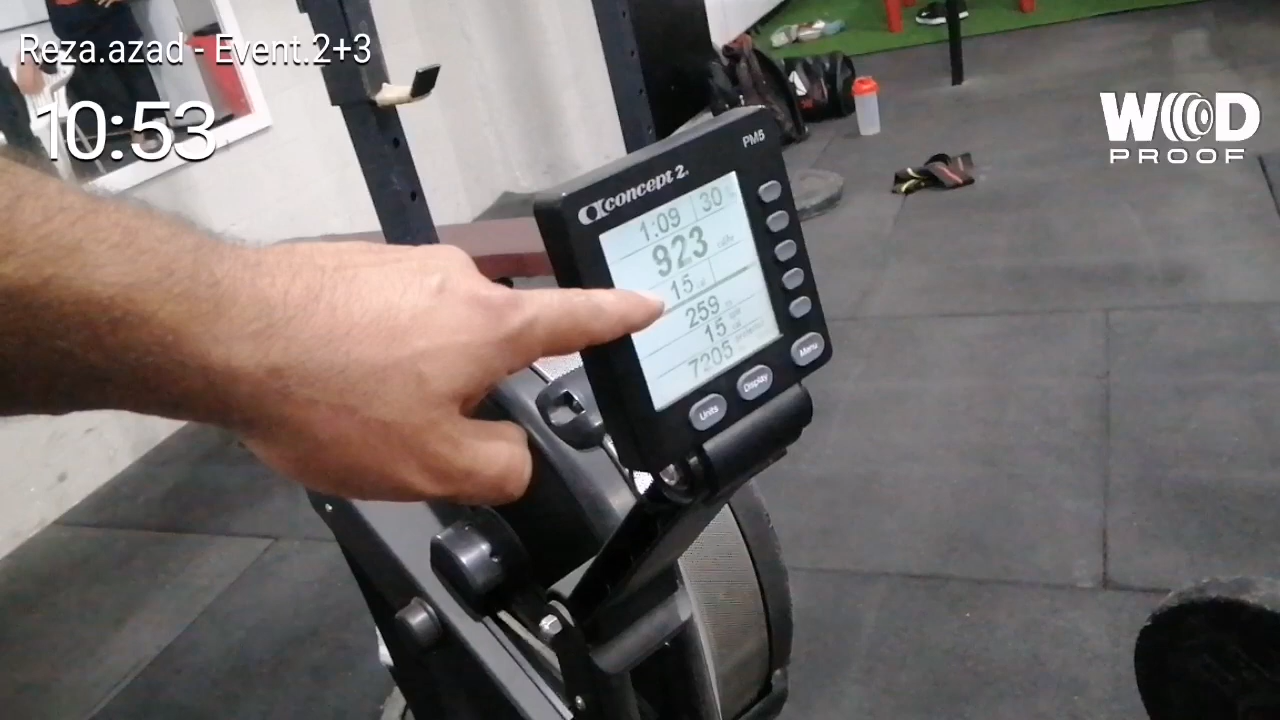 Reza.azad - Event.2+3
10:53
WOD
PROOF
PM5
concept 2.
1:09 30
923
15
259
15
7205
Units
Display
Menu